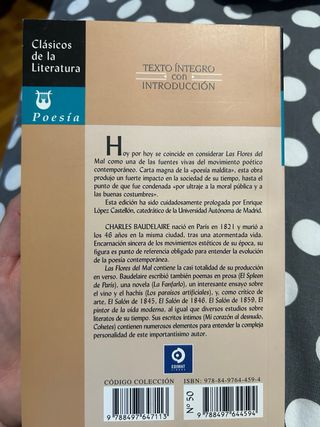 Clásicos
de la
Literatura
Poesía
TEXTO ÍNTEGRO
con
INTRODUCCIÓN
Hoy por hoy se coincide en considerar Las Flores del
Mal como una de las fuentes vivas del movimiento poético
contemporáneo. Carta magna de la «poesía maldita», esta obra
produjo un fuerte impacto en la sociedad de su tiempo, hasta el
punto de que fue condenada «por ultraje a la moral pública y a las
buenas costumbres».
Esta edición ha sido cuidadosamente prologada por Enrique
López Castellón, catedrático de la Universidad Autónoma de Madrid.
CHARLES BAUDELAIRE nació en París en 1821 y murió a
los 46 años en la misma ciudad, tras una atormentada vida.
Encarnación sincera de los movimientos estéticos de su época, su
figura es punto de referencia obligado para entender la evolución
de la poesía contemporánea.
Las Flores del Mal contiene la casi totalidad de su producción
en verso. Baudelaire escribió también poemas en prosa (El Spleen
de París), una novela (La Fanfarlo), un interesante ensayo sobre
el vino y el hachís (Los paraísos artificiales), y, como crítico de
arte, El Salón de 1845, El Salón de 1846, El Salón de 1859, El
pintor de la vida moderna, al igual que diversos estudios sobre
literatos de su tiempo. Sus escritos íntimos (Mi corazón al desnudo,
Cohetes) contienen numerosos elementos para entender la compleja
personalidad de este importantísimo autor.
EDIMAT
LIBROS
CÓDIGO COLECCIÓN
ISBN
978-84-9764-459-4
9 788497 647113
Nº 50
9 788497 644594